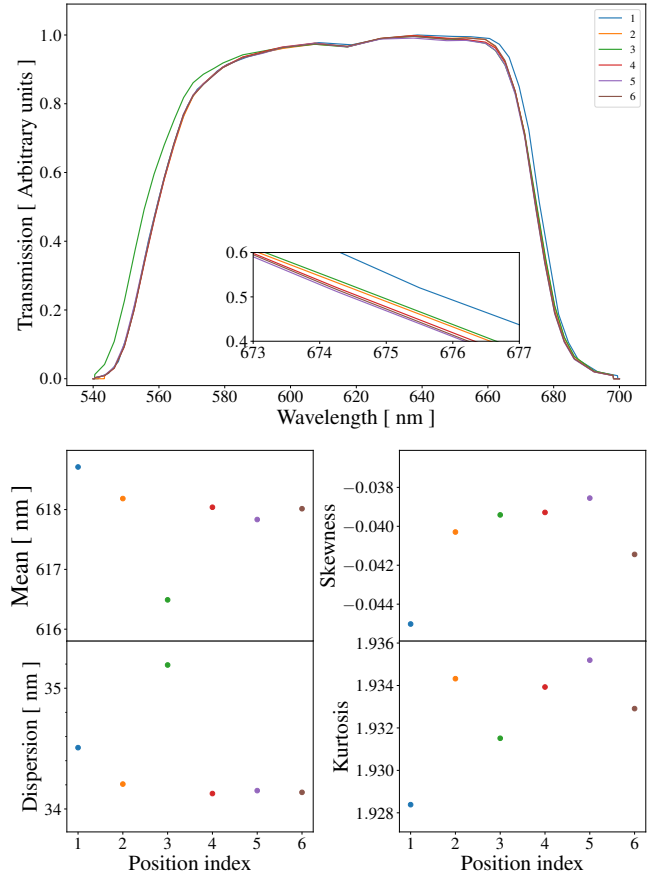 Transmission [ Arbitrary units]
1.0
0.8
0.6
0.4
0.2
0.0
1
2
3
4
5
6
0.6
0.5
0.4
673 674 675 676 677
540 560 580 600 620 640 660 680 700
Wavelength [ nm ]
Mean [ nm ]
618
617
616
Skewness
−0.038
−0.040
−0.042
−0.044
Dispersion [ nm ]
35
34
1 2 3 4 5 6
Position index
Kurtosis
1.936
1.934
1.932
1.930
1.928
1 2 3 4 5 6
Position index